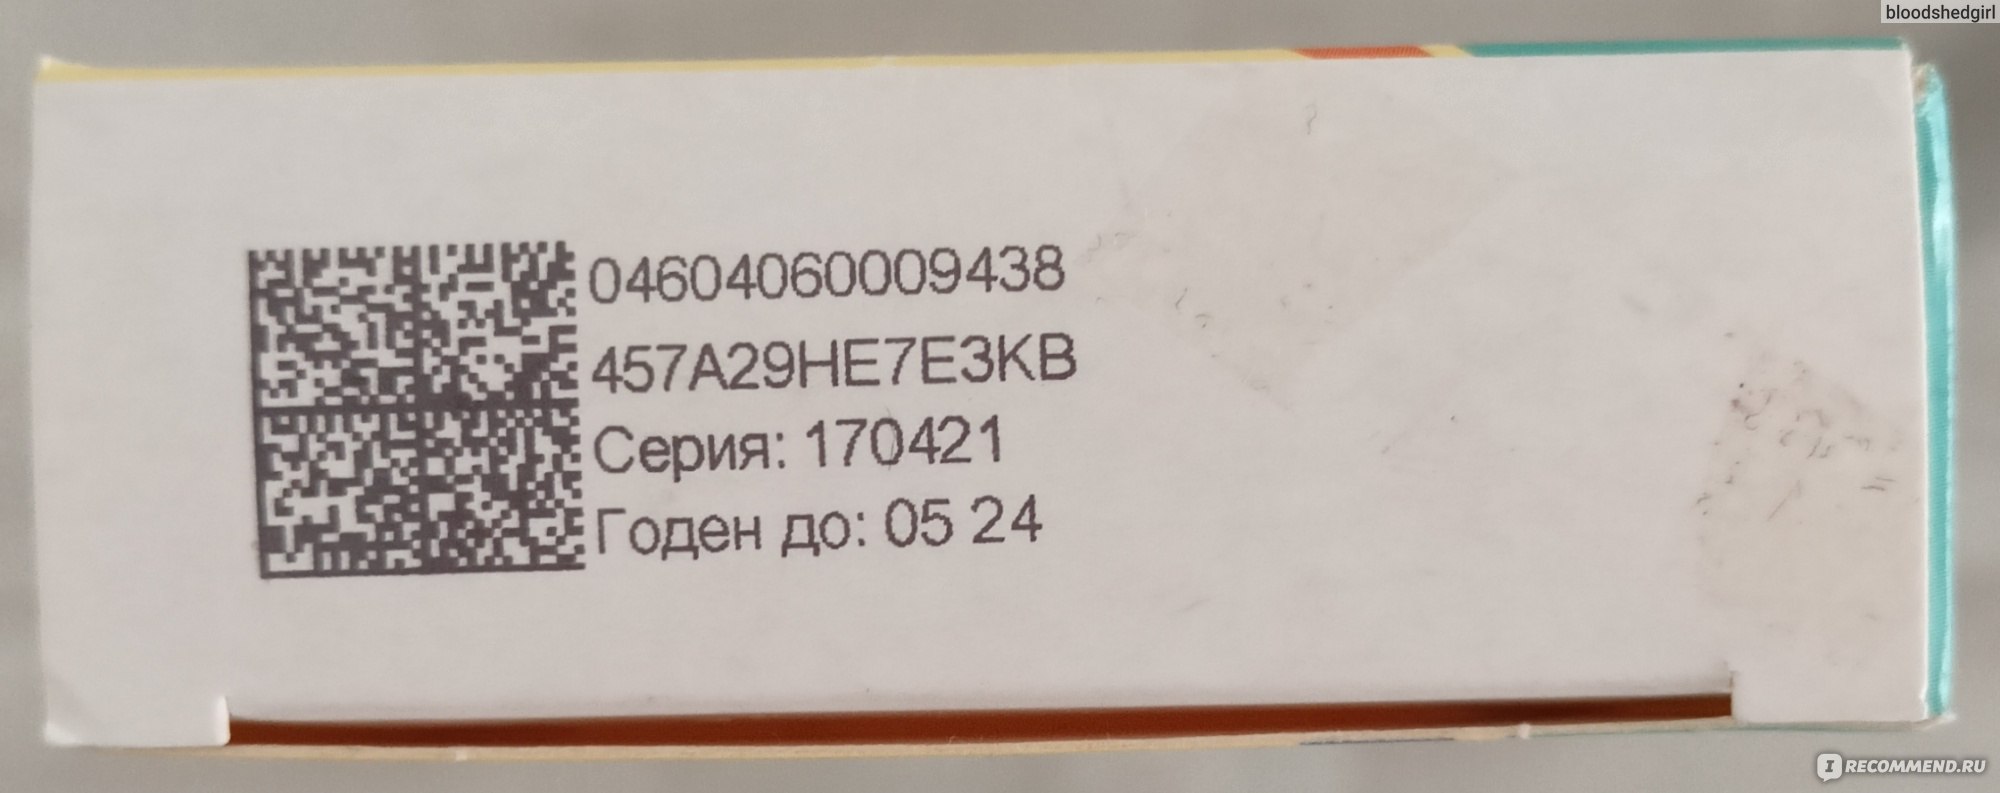 bloodshedgirl
04604060009438
457A29HE7E3KB
Серия: 170421
Годен до: 05 24
I RECOMMEND.RU